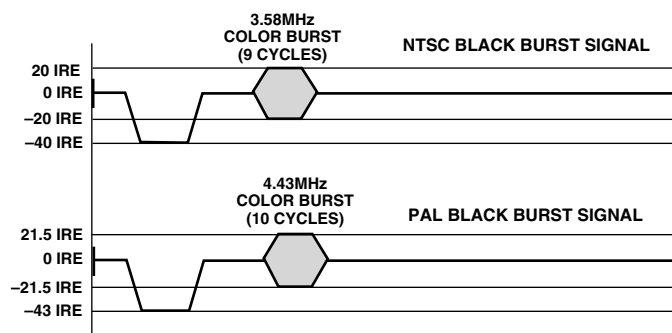 3.58MHz
COLOR BURST
(9 CYCLES)
NTSC BLACK BURST SIGNAL
20 IRE
0 IRE
–20 IRE
–40 IRE
4.43MHz
COLOR BURST
(10 CYCLES)
PAL BLACK BURST SIGNAL
21.5 IRE
0 IRE
–21.5 IRE
–43 IRE